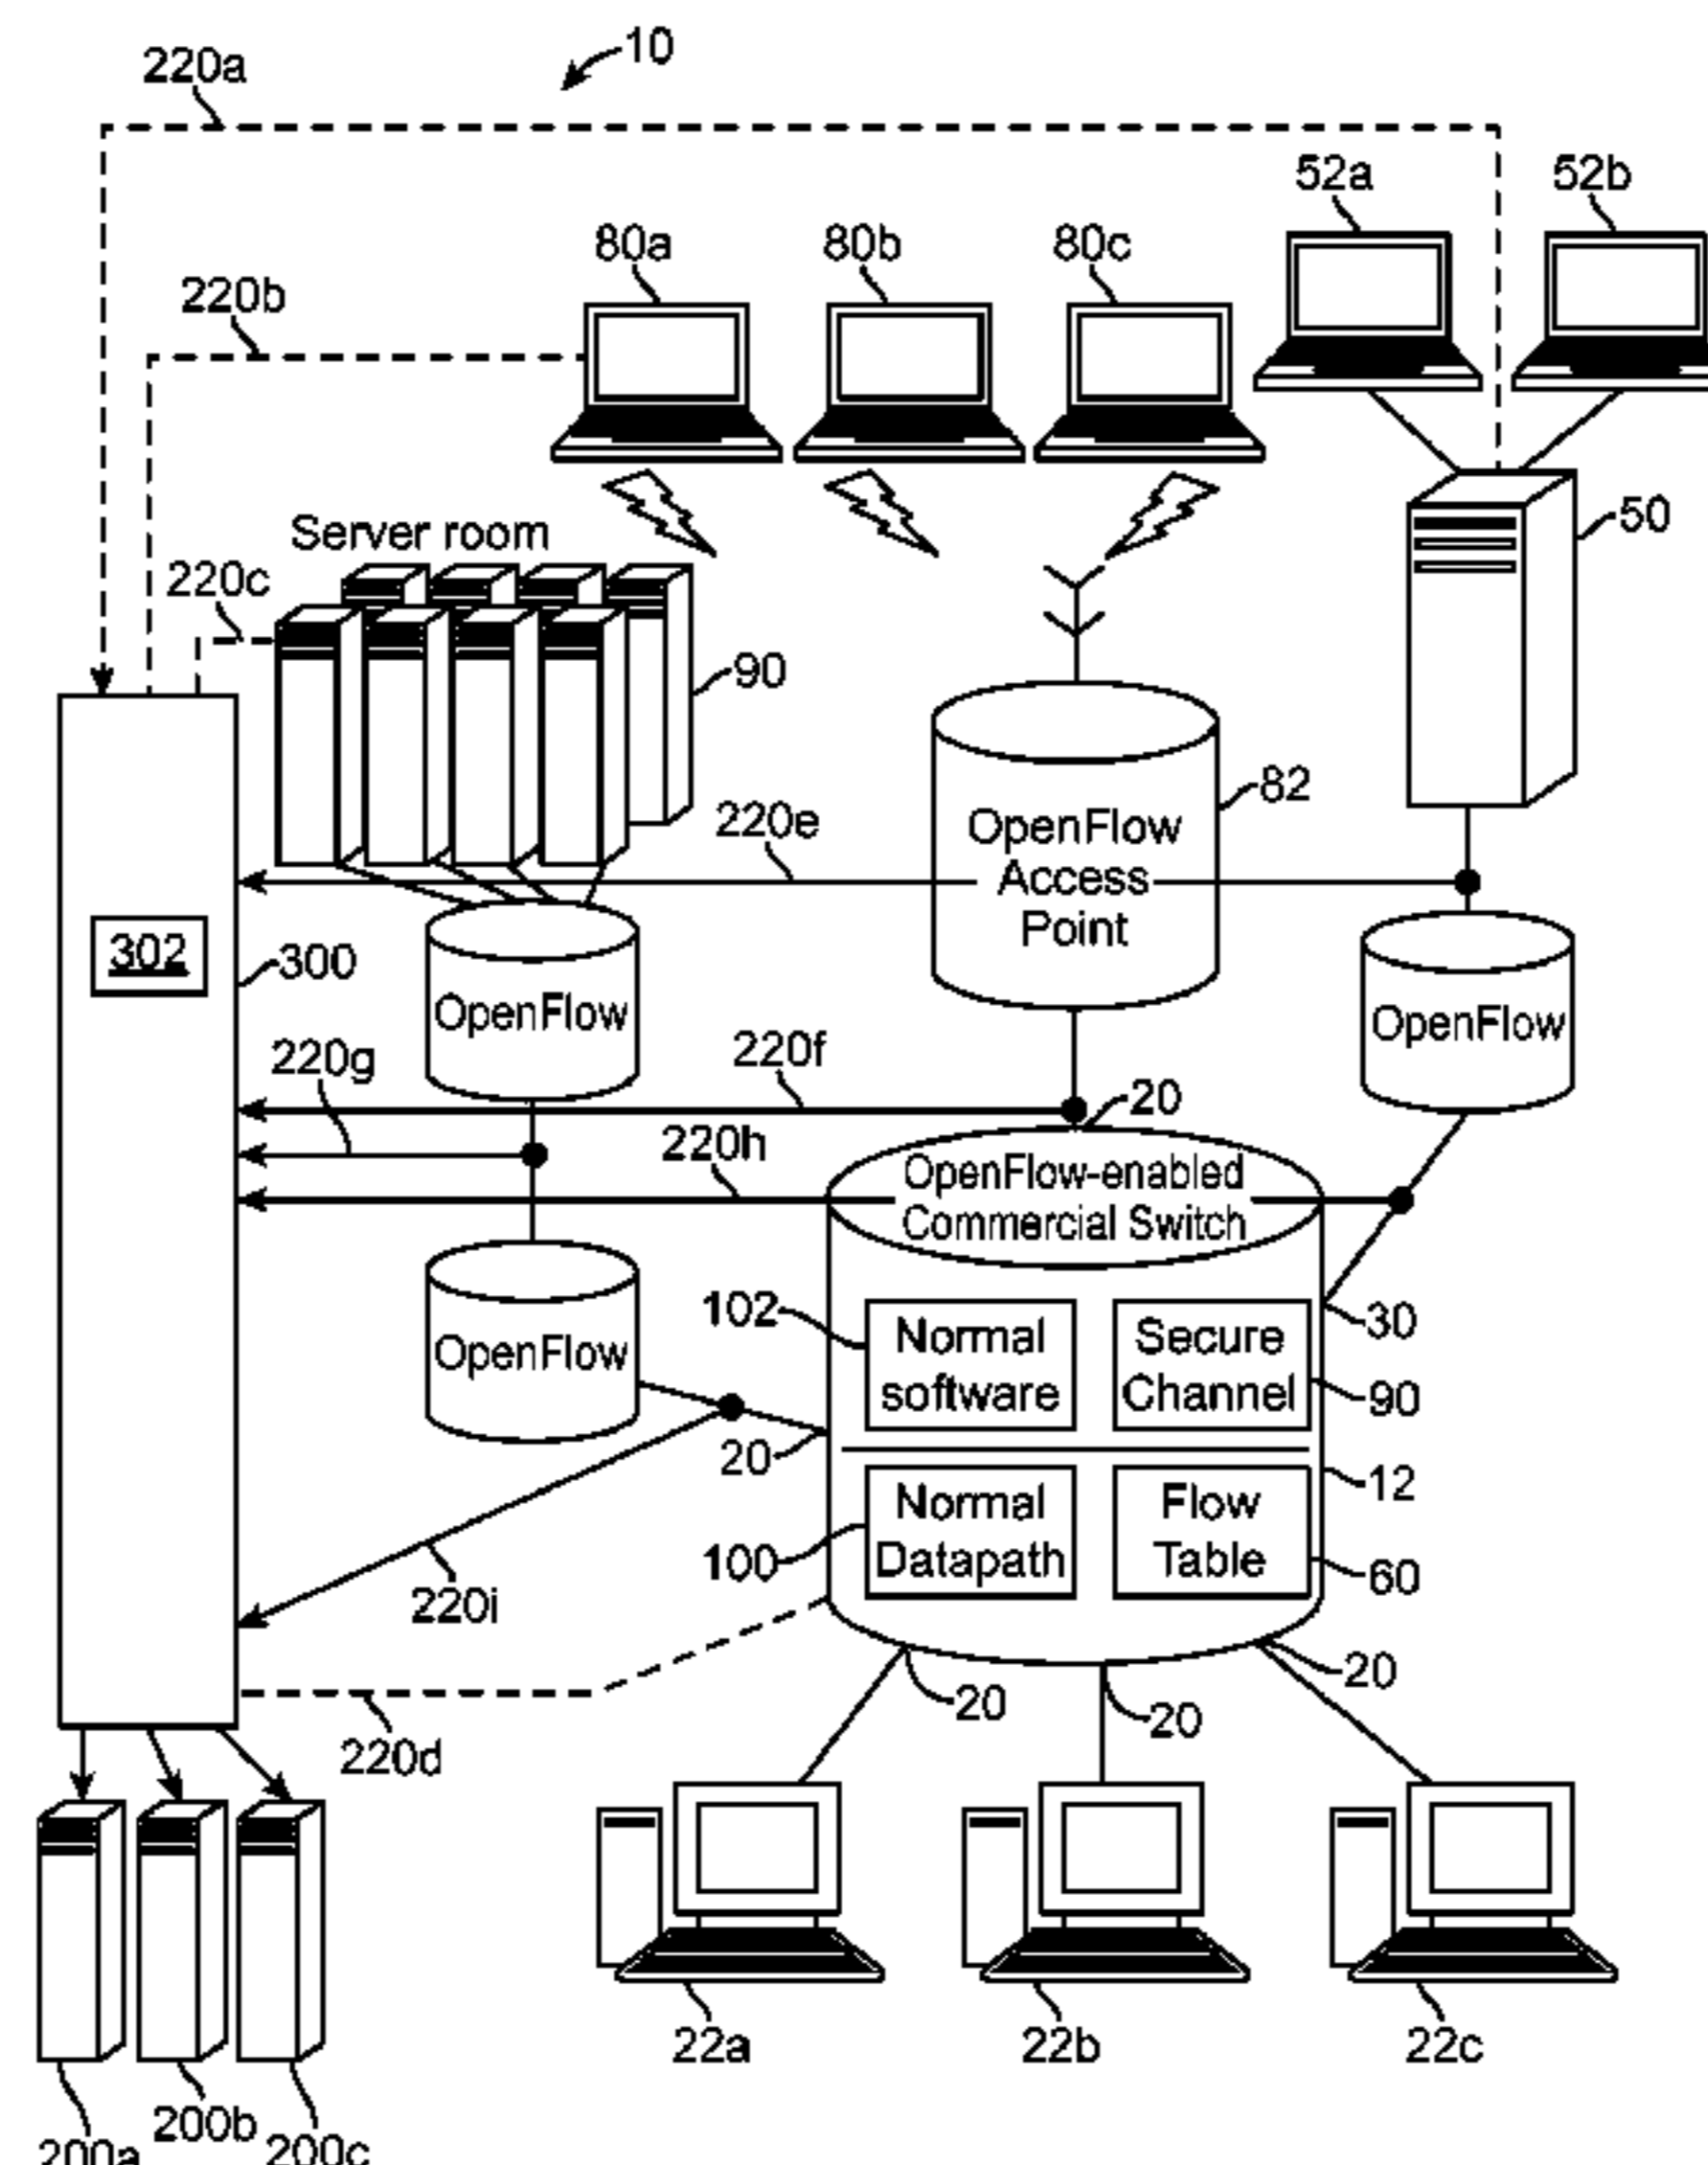 10
220a
52a
52b
80a
80b
80c
220b
50
Server room
220c
90
82
220e
OpenFlow
Access
Point
302
300
OpenFlow
OpenFlow
220f
220g
20
220h
OpenFlow-enabled
Commercial Switch
102
Normal
software
Secure
Channel
30
OpenFlow
90
20
12
Normal
Datapath
Flow
Table
100
60
220i
20
20
20
220d
22a
22b
22c
200a
200b
200c